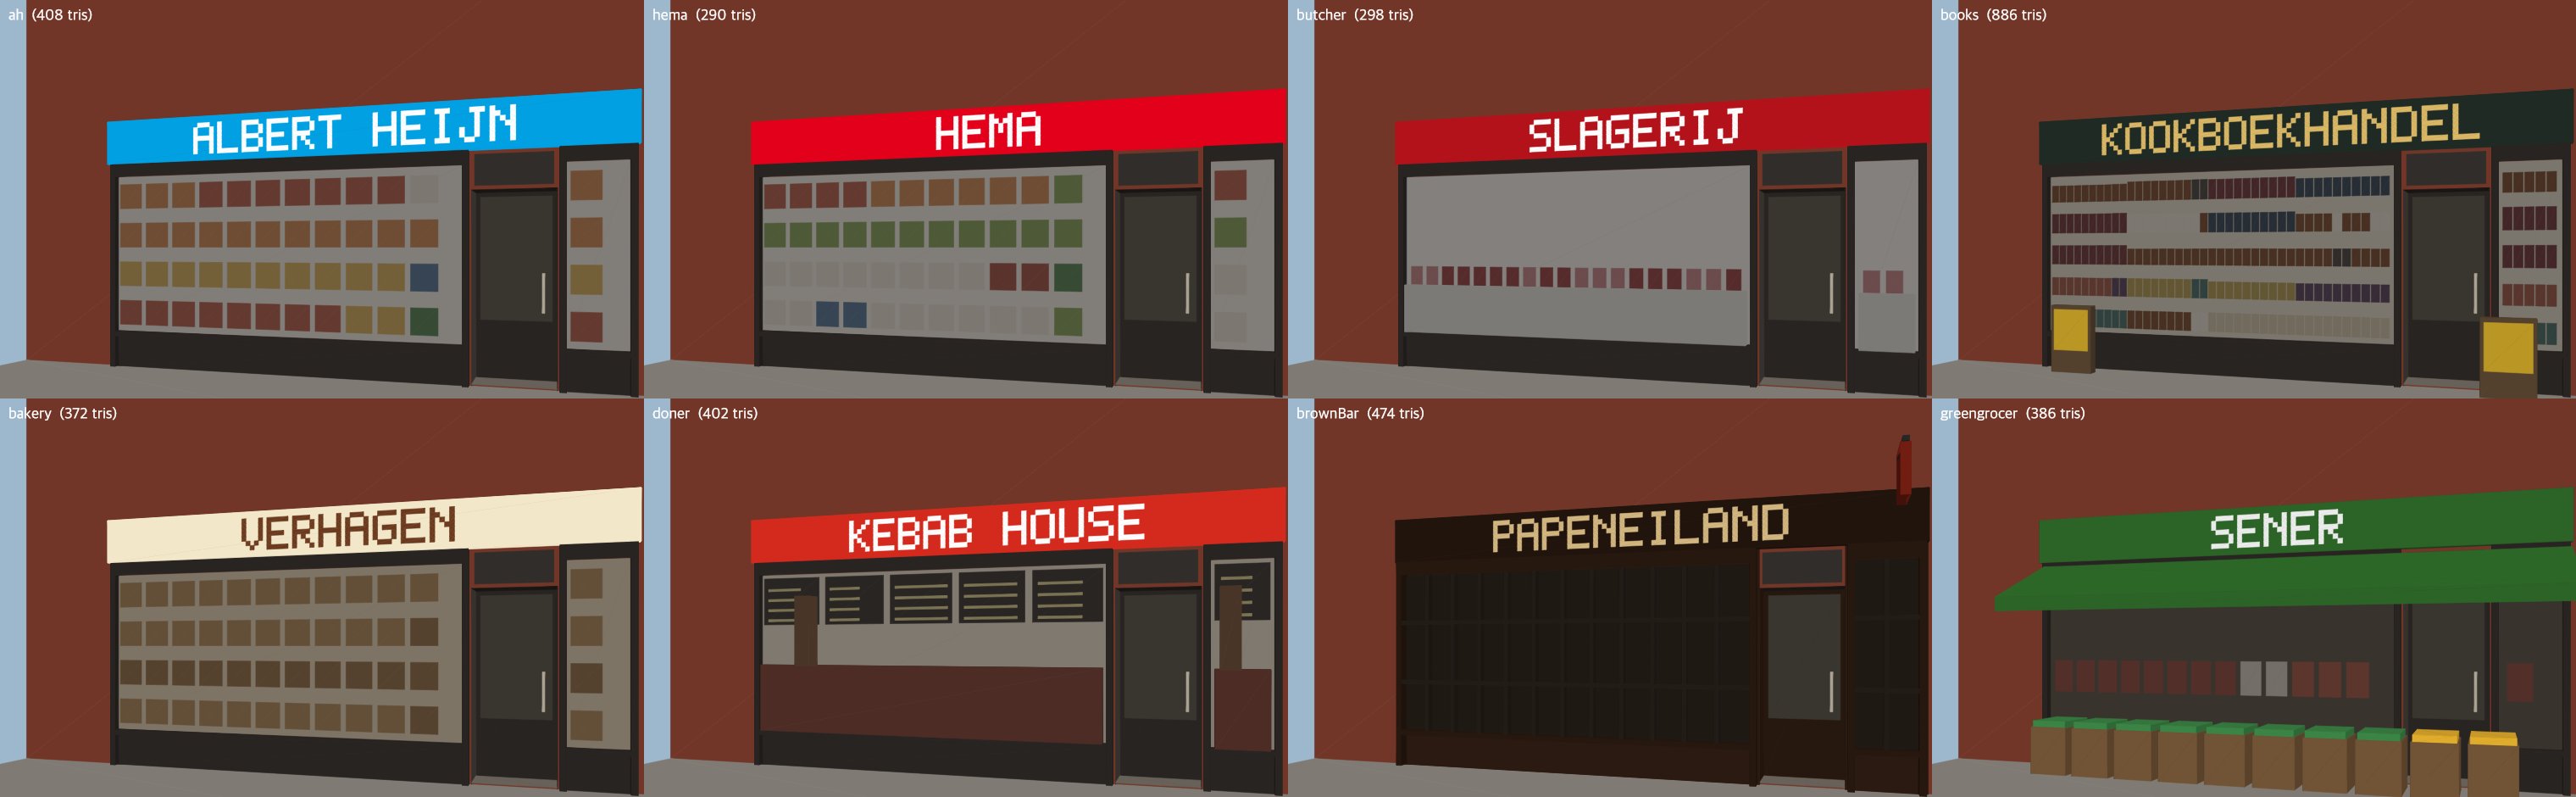 ah (408 tris)
ALBERT HEIJN
hema (290 tris)
HEMA
butcher (298 tris)
SLAGERIJ
books (886 tris)
KOOKBOEKHANDEL
bakery (372 tris)
VERHAGEN
doner (402 tris)
KEBAB HOUSE
brownBar (474 tris)
PAPENEILAND
greengrocer (386 tris)
SENER